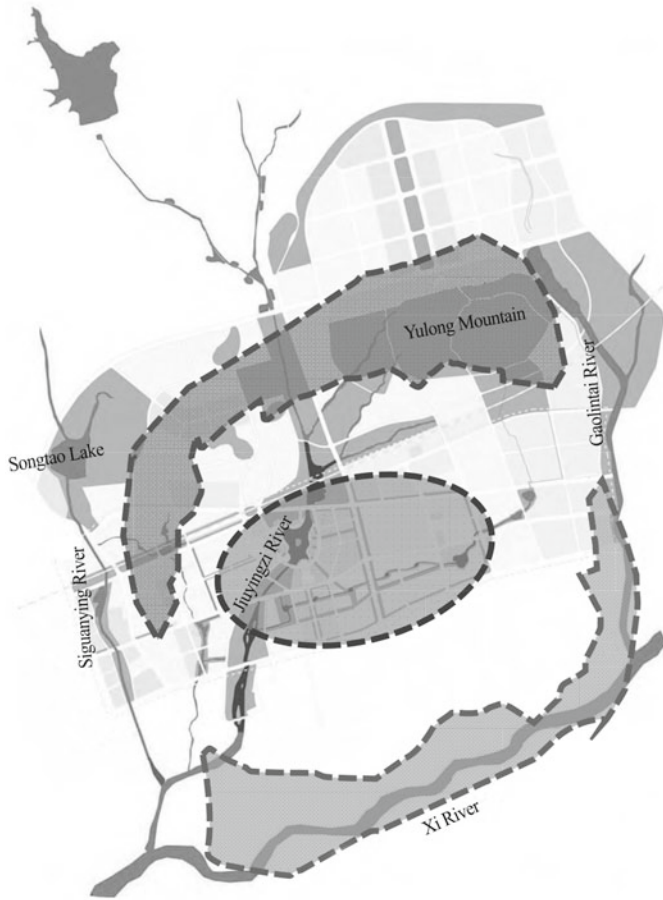 Yulong Mountain
Gaolintai River
Songtao Lake
Jiuyingzi River
Siguanying River
Xi River